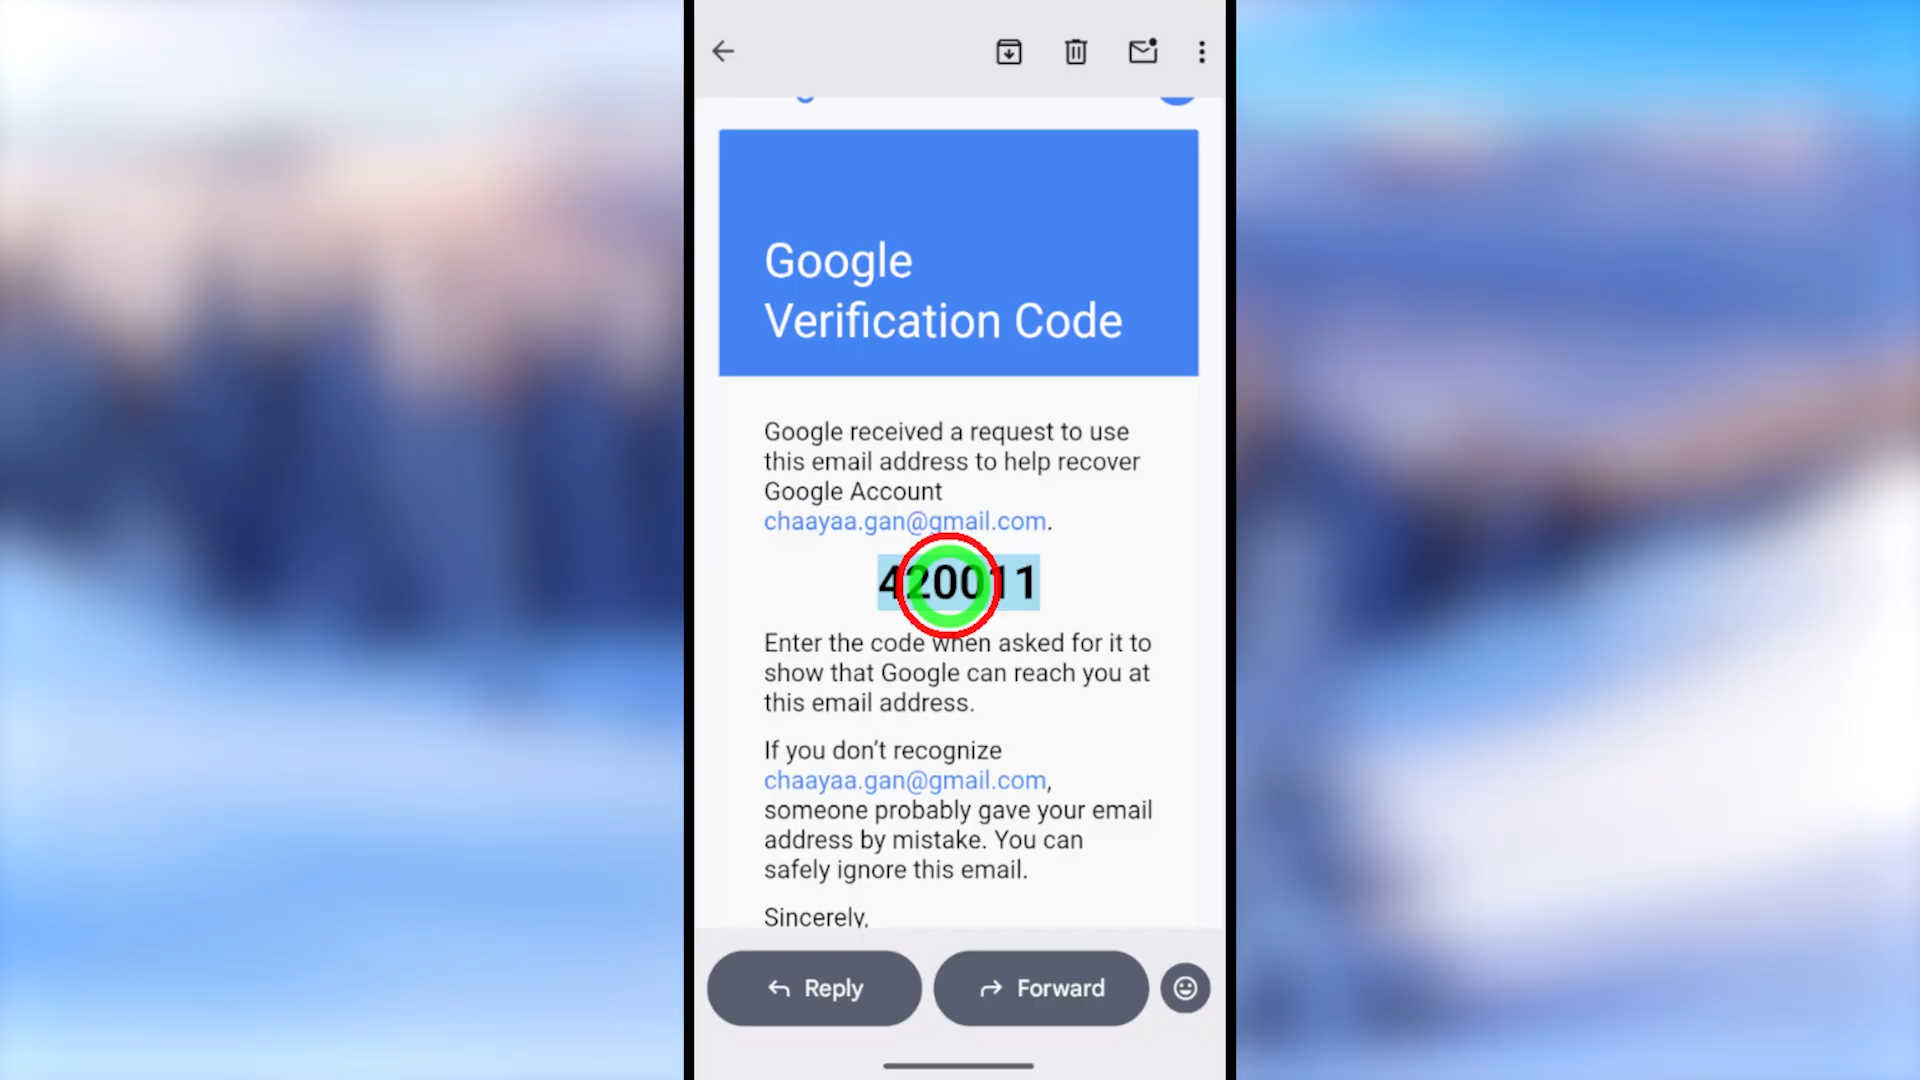 Google
Verification Code
Google received a request to use
this email address to help recover
Google Account
chaayaa.gan@gmail.com.
420011
Enter the code when asked for it to
show that Google can reach you at
this email address.
If you don’t recognize
chaayaa.gan@gmail.com,
someone probably gave your email
address by mistake. You can
safely ignore this email.
Sincerely,
Reply
Forward